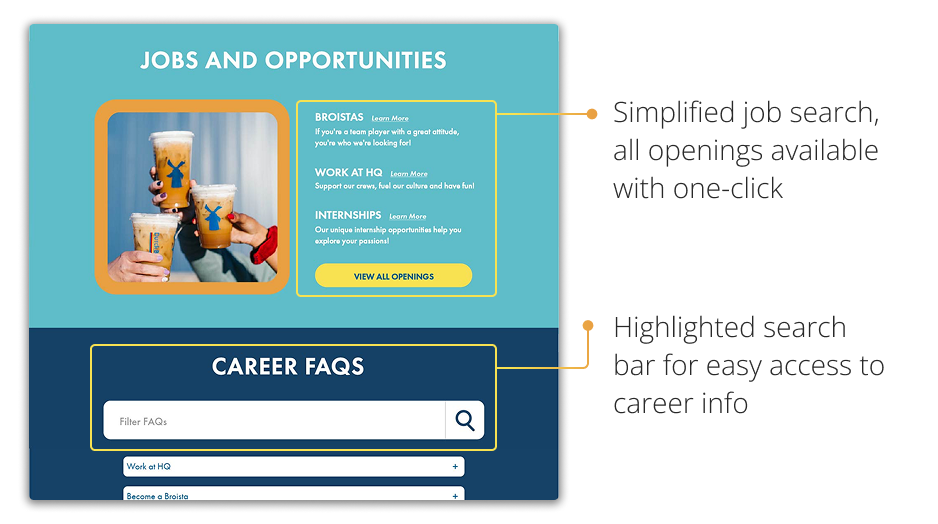 JOBS AND OPPORTUNITIES
BROISTAS Learn More
If you're a team player with a great attitude,
you're who we're looking for!
WORK AT HQ Learn More
Support our crews, fuel our culture and have fun!
INTERNSHIPS Learn More
Our unique internship opportunities help you
explore your passions!
VIEW ALL OPENINGS
Simplified job search,
all openings available
with one-click
CAREER FAQS
Filter FAQs
Work at HQ +
Become a Broista +
Highlighted search
bar for easy access to
career info